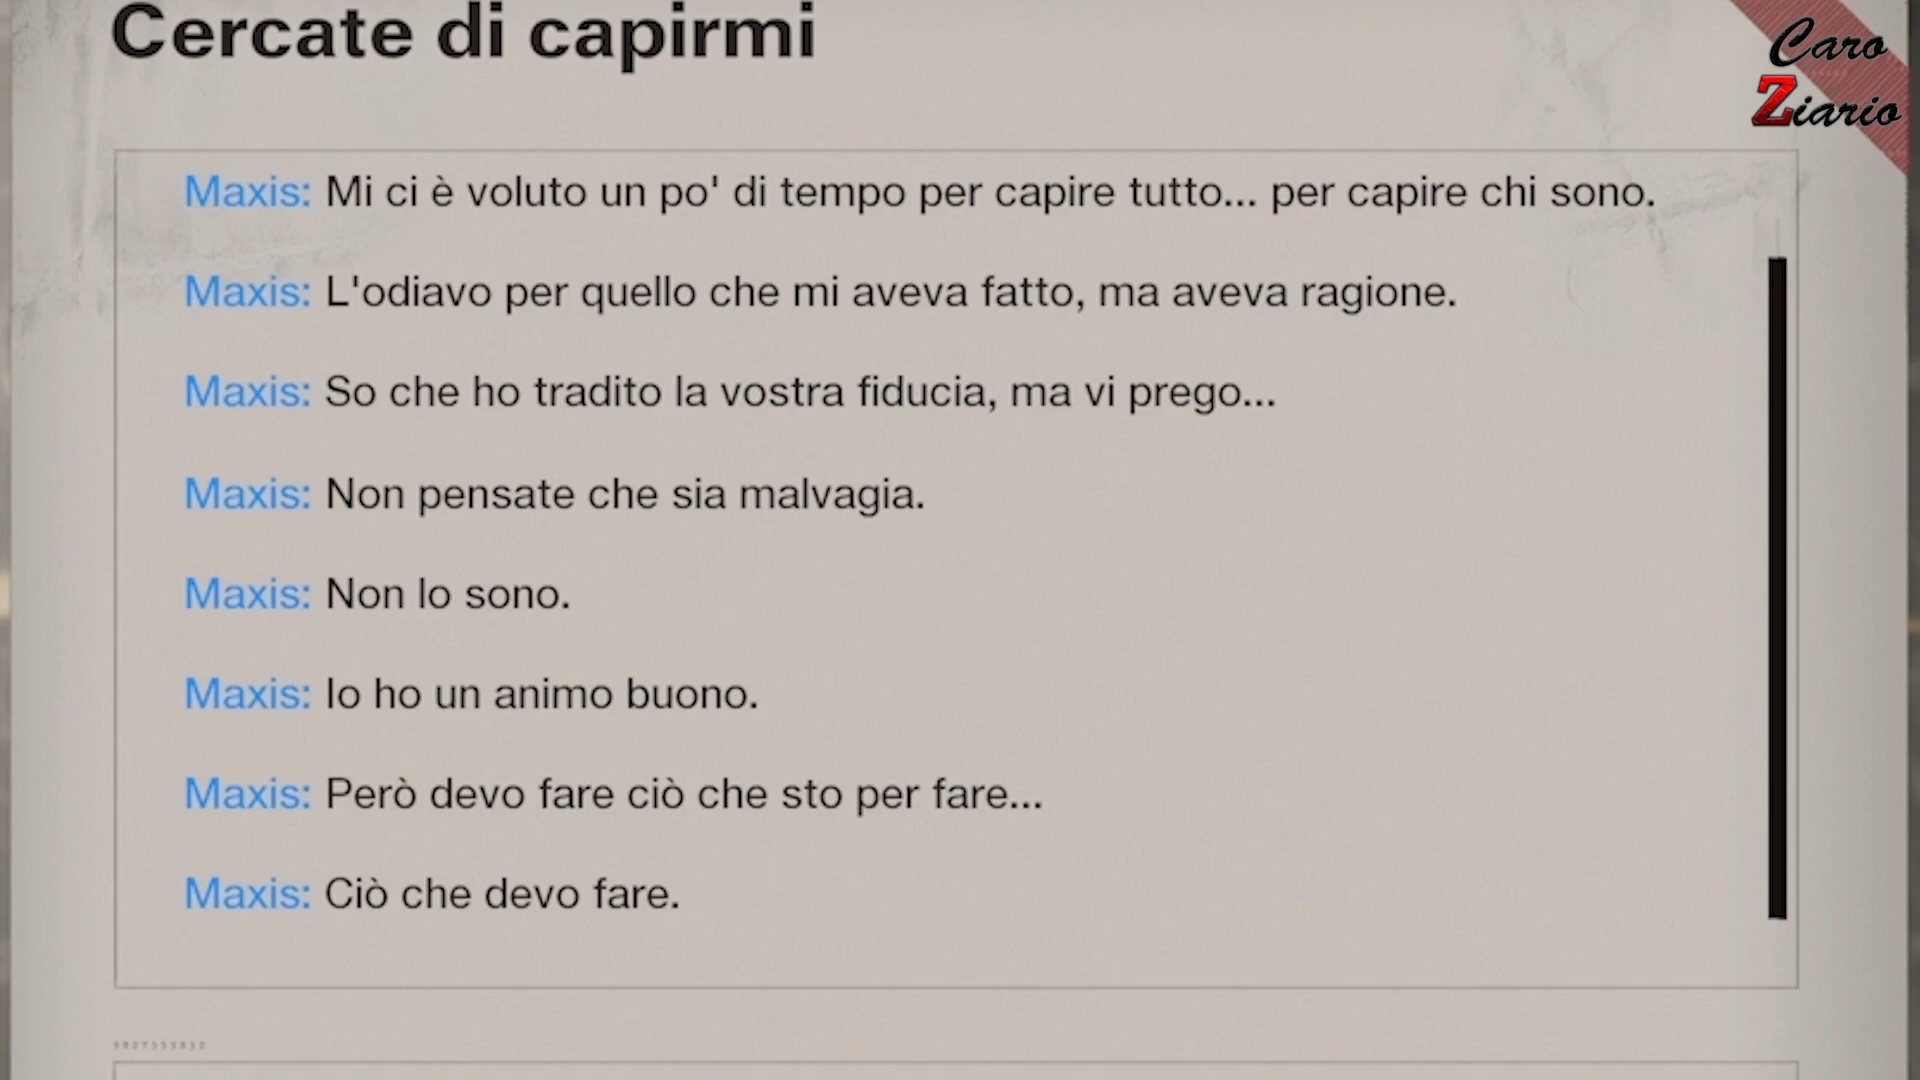 Cercate di capirmi
Caro
Ziario
Maxis: Mi ci è voluto un po' di tempo per capire tutto... per capire chi sono.
Maxis: L'odiavo per quello che mi aveva fatto, ma aveva ragione.
Maxis: So che ho tradito la vostra fiducia, ma vi prego...
Maxis: Non pensate che sia malvagia.
Maxis: Non lo sono.
Maxis: Io ho un animo buono.
Maxis: Però devo fare ciò che sto per fare...
Maxis: Ciò che devo fare.
9827559832